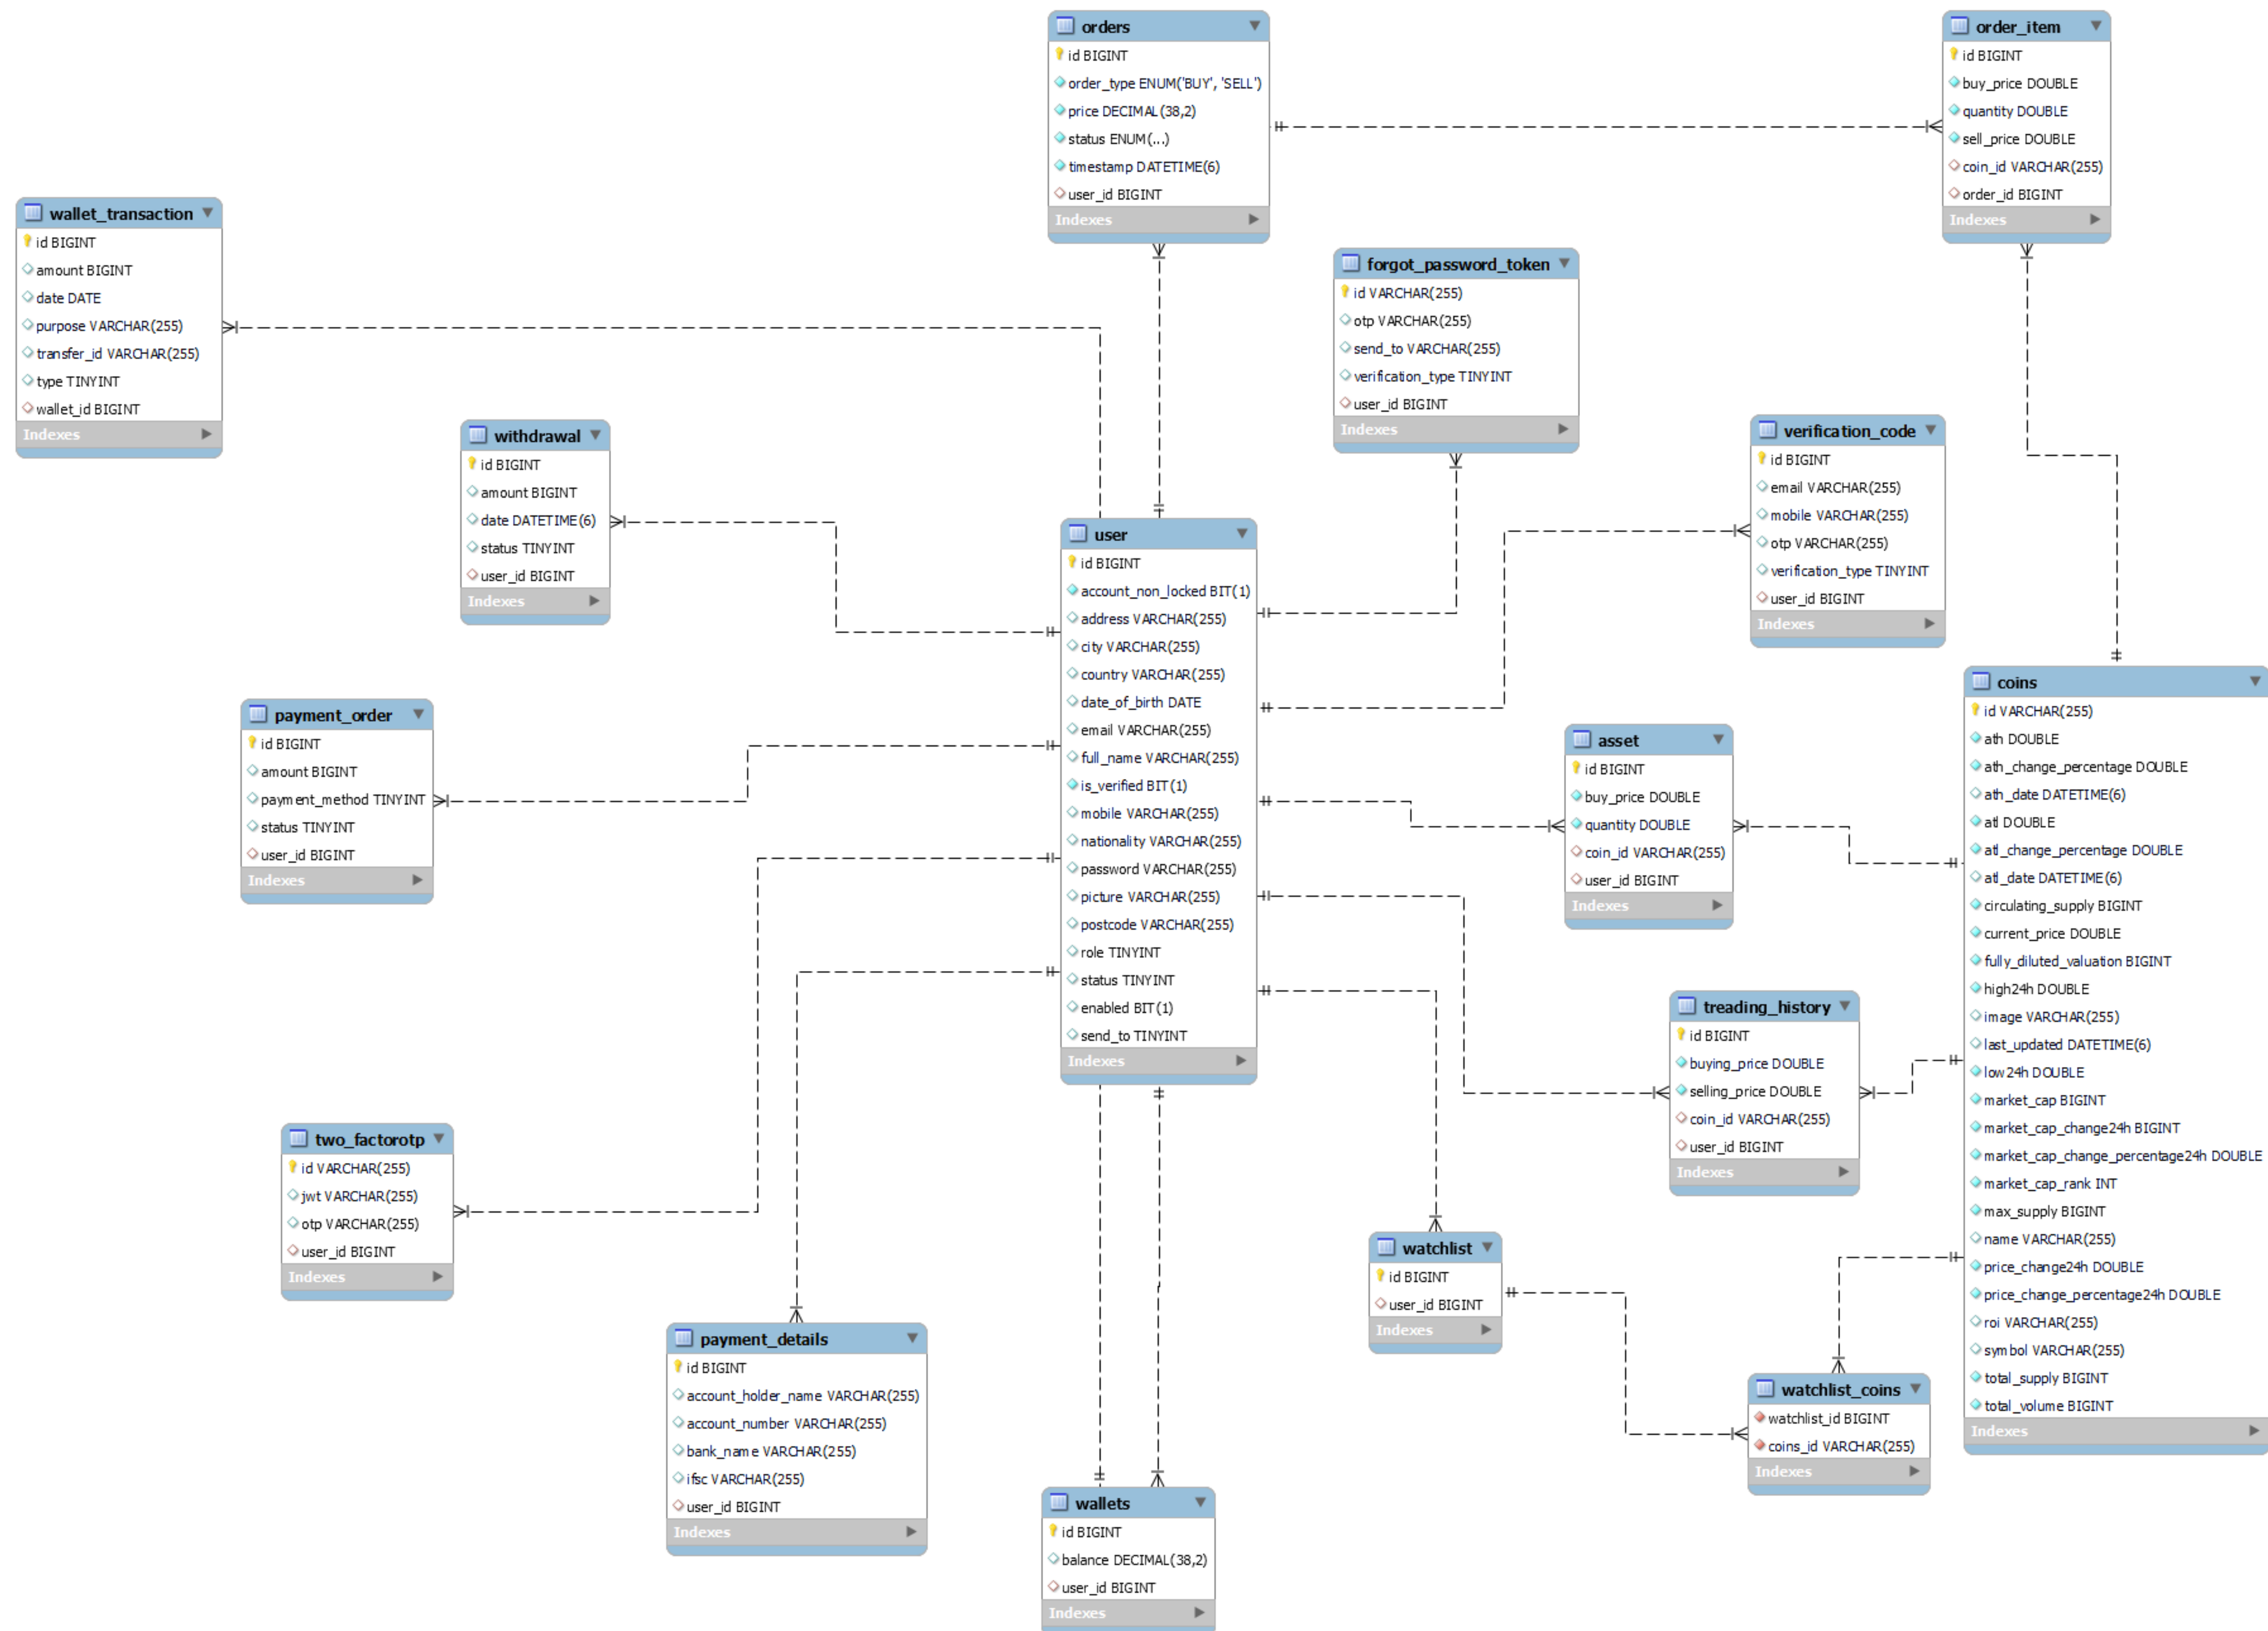 orders
id BIGINT
order_type ENUM('BUY', 'SELL')
price DECIMAL(38,2)
status ENUM(...)
timestamp DATETIME(6)
user_id BIGINT
Indexes
order_item
id BIGINT
buy_price DOUBLE
quantity DOUBLE
sell_price DOUBLE
coin_id VARCHAR(255)
order_id BIGINT
Indexes
wallet_transaction
id BIGINT
amount BIGINT
date DATE
purpose VARCHAR(255)
transfer_id VARCHAR(255)
type TINYINT
wallet_id BIGINT
Indexes
forgot_password_token
id VARCHAR(255)
otp VARCHAR(255)
send_to VARCHAR(255)
verification_type TINYINT
user_id BIGINT
Indexes
withdrawal
id BIGINT
amount BIGINT
date DATETIME(6)
status TINYINT
user_id BIGINT
Indexes
verification_code
id BIGINT
email VARCHAR(255)
mobile VARCHAR(255)
otp VARCHAR(255)
verification_type TINYINT
user_id BIGINT
Indexes
user
id BIGINT
account_non_locked BIT(1)
address VARCHAR(255)
city VARCHAR(255)
country VARCHAR(255)
date_of_birth DATE
email VARCHAR(255)
full_name VARCHAR(255)
is_verified BIT(1)
mobile VARCHAR(255)
nationality VARCHAR(255)
password VARCHAR(255)
picture VARCHAR(255)
postcode VARCHAR(255)
role TINYINT
status TINYINT
enabled BIT(1)
send_to TINYINT
Indexes
payment_order
id BIGINT
amount BIGINT
payment_method TINYINT
status TINYINT
user_id BIGINT
Indexes
asset
id BIGINT
buy_price DOUBLE
quantity DOUBLE
coin_id VARCHAR(255)
user_id BIGINT
Indexes
coins
id VARCHAR(255)
ath DOUBLE
ath_change_percentage DOUBLE
ath_date DATETIME(6)
atl DOUBLE
atl_change_percentage DOUBLE
atl_date DATETIME(6)
circulating_supply BIGINT
current_price DOUBLE
fully_diluted_valuation BIGINT
high24h DOUBLE
image VARCHAR(255)
last_updated DATETIME(6)
low24h DOUBLE
market_cap BIGINT
market_cap_change24h BIGINT
market_cap_change_percentage24h DOUBLE
market_cap_rank INT
max_supply BIGINT
name VARCHAR(255)
price_change24h DOUBLE
price_change_percentage24h DOUBLE
roi VARCHAR(255)
symbol VARCHAR(255)
total_supply BIGINT
total_volume BIGINT
Indexes
treading_history
id BIGINT
buying_price DOUBLE
selling_price DOUBLE
coin_id VARCHAR(255)
user_id BIGINT
Indexes
two_factorotp
id VARCHAR(255)
jwt VARCHAR(255)
otp VARCHAR(255)
user_id BIGINT
Indexes
watchlist
id BIGINT
user_id BIGINT
Indexes
payment_details
id BIGINT
account_holder_name VARCHAR(255)
account_number VARCHAR(255)
bank_name VARCHAR(255)
ifsc VARCHAR(255)
user_id BIGINT
Indexes
watchlist_coins
watchlist_id BIGINT
coins_id VARCHAR(255)
Indexes
wallets
id BIGINT
balance DECIMAL(38,2)
user_id BIGINT
Indexes